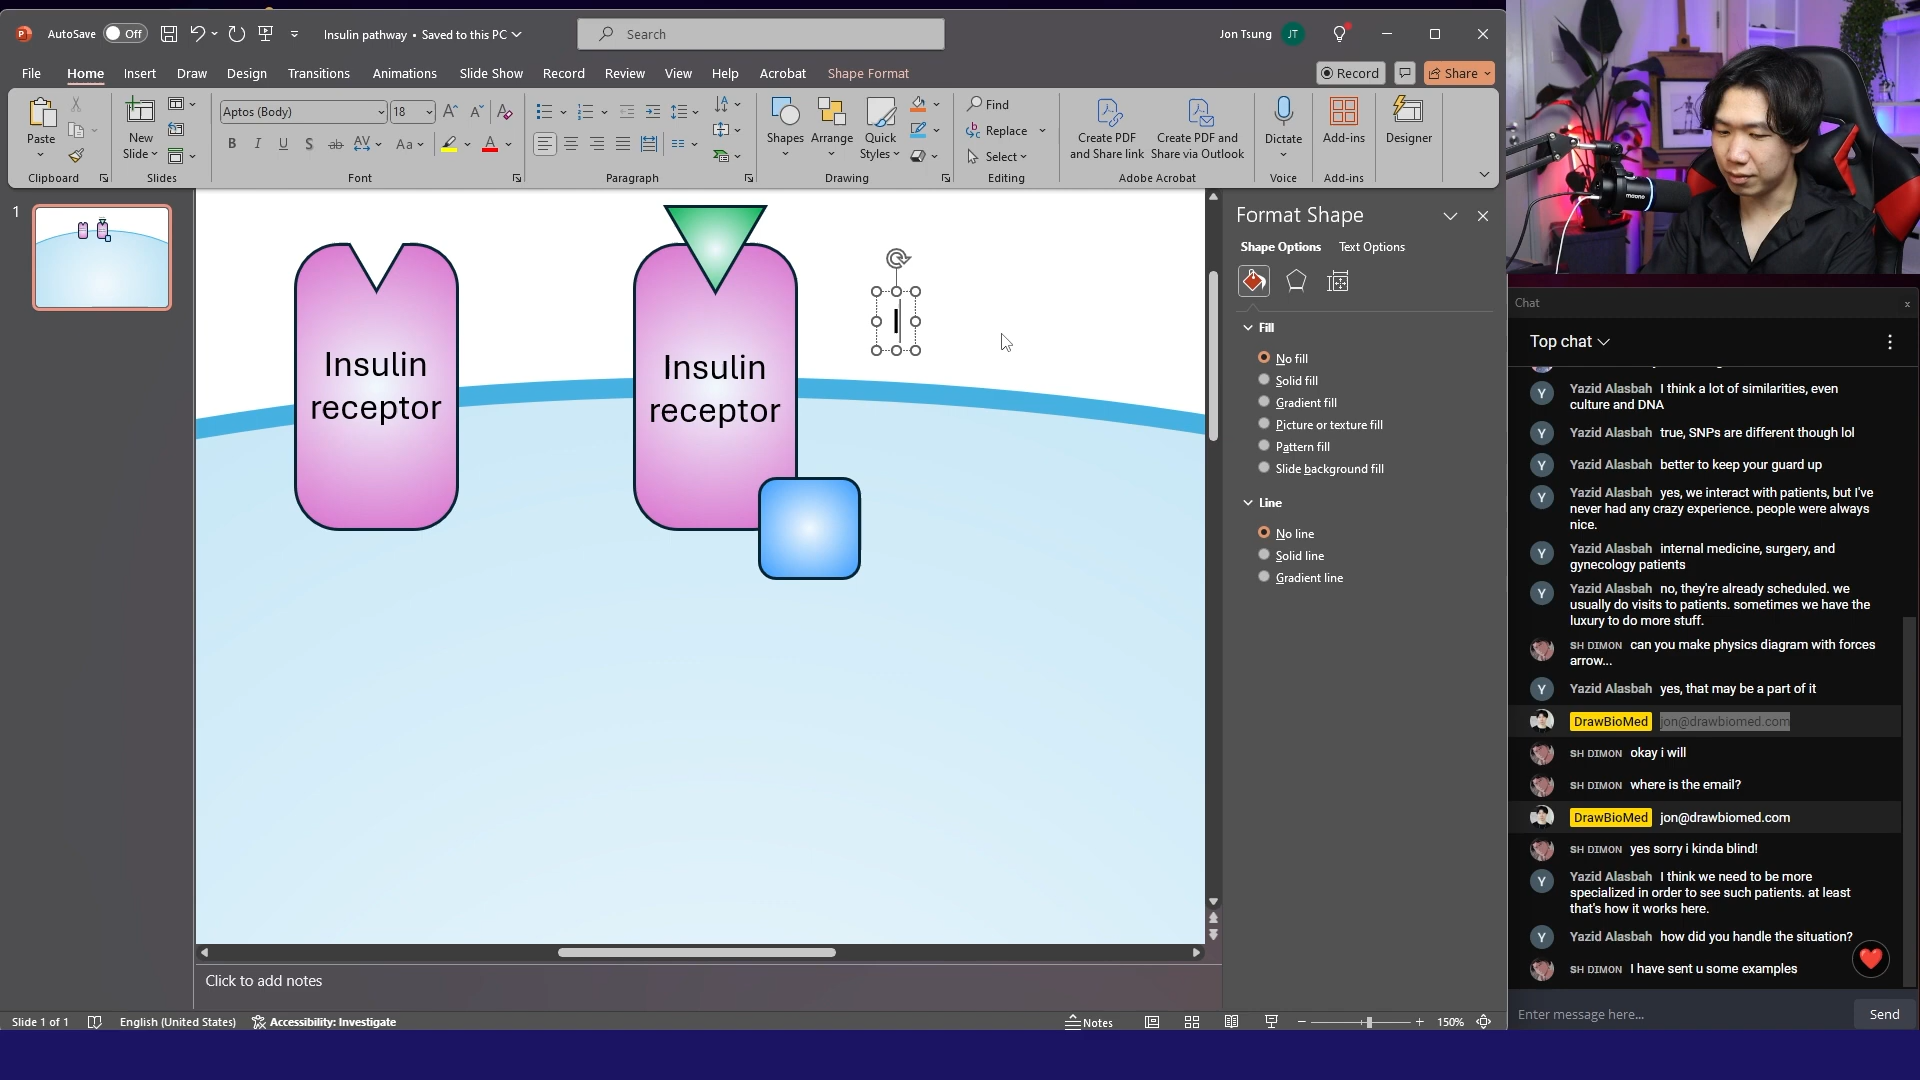 AutoSave Off Insulin pathway • Saved to this PC Search Jon Tsung JT
File Home Insert Draw Design Transitions Animations Slide Show Record Review View Help Acrobat Shape Format Record Share
Paste
Clipboard
New
Slide
Slides
Aptos (Body) 18
Font
Paragraph
Shapes
Arrange
Quick
Styles
Drawing
Find
Replace
Select
Editing
Create PDF
and Share link
Create PDF and
Share via Outlook
Adobe Acrobat
Dictate
Voice
Add-ins
Add-ins
Designer
1
Insulin
receptor
Insulin
receptor
I
Format Shape
Shape Options Text Options
Fill
No fill
Solid fill
Gradient fill
Picture or texture fill
Pattern fill
Slide background fill
Line
No line
Solid line
Gradient line
Click to add notes
Slide 1 of 1 English (United States) Accessibility: Investigate Notes 150%
Chat x
Top chat
Yazid Alasbah I think a lot of similarities, even
culture and DNA
Yazid Alasbah true, SNPs are different though lol
Yazid Alasbah better to keep your guard up
Yazid Alasbah yes, we interact with patients, but I've
never had any crazy experience. people were always
nice.
Yazid Alasbah internal medicine, surgery, and
gynecology patients
Yazid Alasbah no, they're already scheduled. we
usually do visits to patients. sometimes we have the
luxury to do more stuff.
SH DIMON can you make physics diagram with forces
arrow...
Yazid Alasbah yes, that may be a part of it
DrawBioMed jon@drawbiomed.com
SH DIMON okay i will
SH DIMON where is the email?
DrawBioMed jon@drawbiomed.com
SH DIMON yes sorry i kinda blind!
Yazid Alasbah I think we need to be more
specialized in order to see such patients. at least
that's how it works here.
Yazid Alasbah how did you handle the situation?
SH DIMON I have sent u some examples
Enter message here... Send